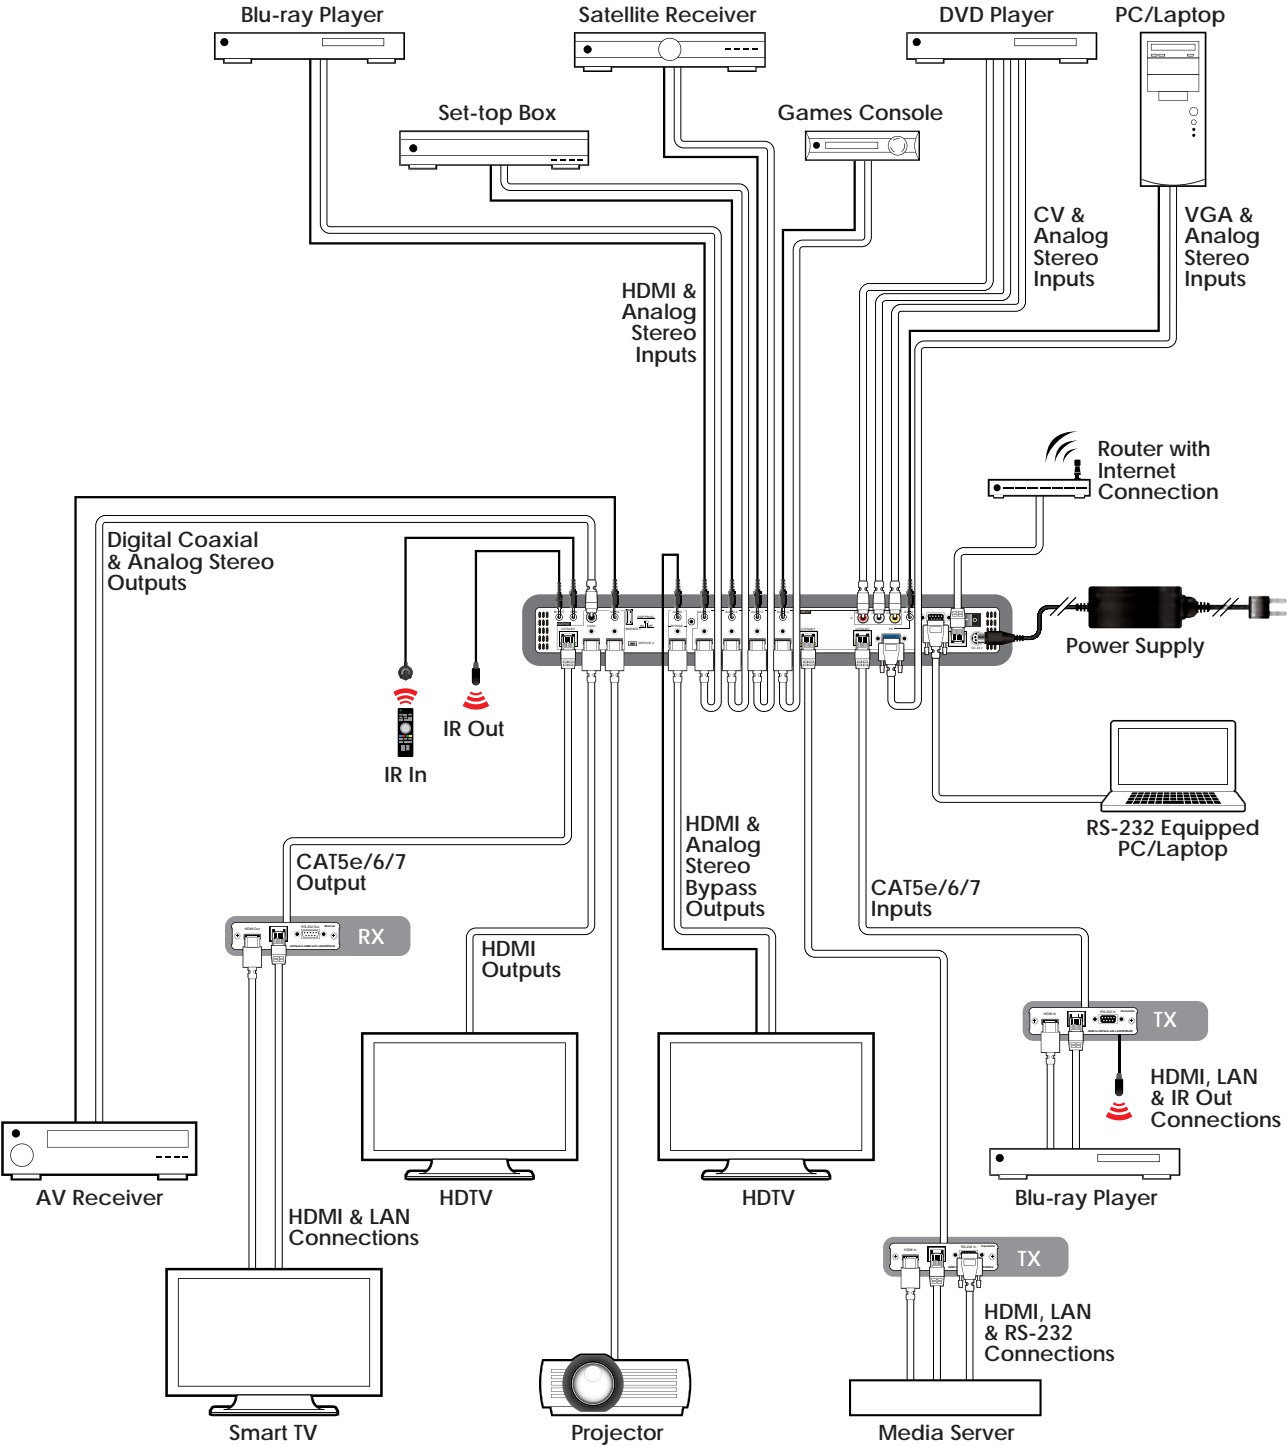 Blu-ray Player
Satellite Receiver
DVD Player
PC/Laptop
Set-top Box
Games Console
CV &
Analog
Stereo
Inputs
VGA &
Analog
Stereo
Inputs
HDMI &
Analog
Stereo
Inputs
Router with
Internet
Connection
Digital Coaxial
& Analog Stereo
Outputs
Power Supply
IR Out
IR In
RS-232 Equipped
PC/Laptop
HDMI &
Analog
Stereo
Bypass
Outputs
CAT5e/6/7
Output
CAT5e/6/7
Inputs
RX
HDMI
Outputs
TX
HDMI, LAN
& IR Out
Connections
AV Receiver
HDTV
HDTV
Blu-ray Player
HDMI & LAN
Connections
TX
HDMI, LAN
& RS-232
Connections
Smart TV
Projector
Media Server